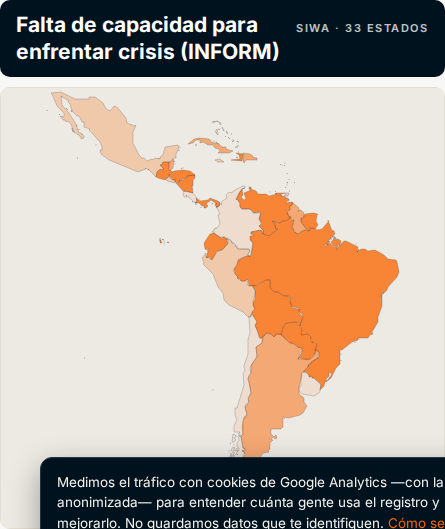 Falta de capacidad para
enfrentar crisis (INFORM)
SIWA · 33 ESTADOS
Medimos el tráfico con cookies de Google Analytics —con la
anonimizada— para entender cuánta gente usa el registro y
mejorarlo. No guardamos datos que te identifiquen. Cómo se